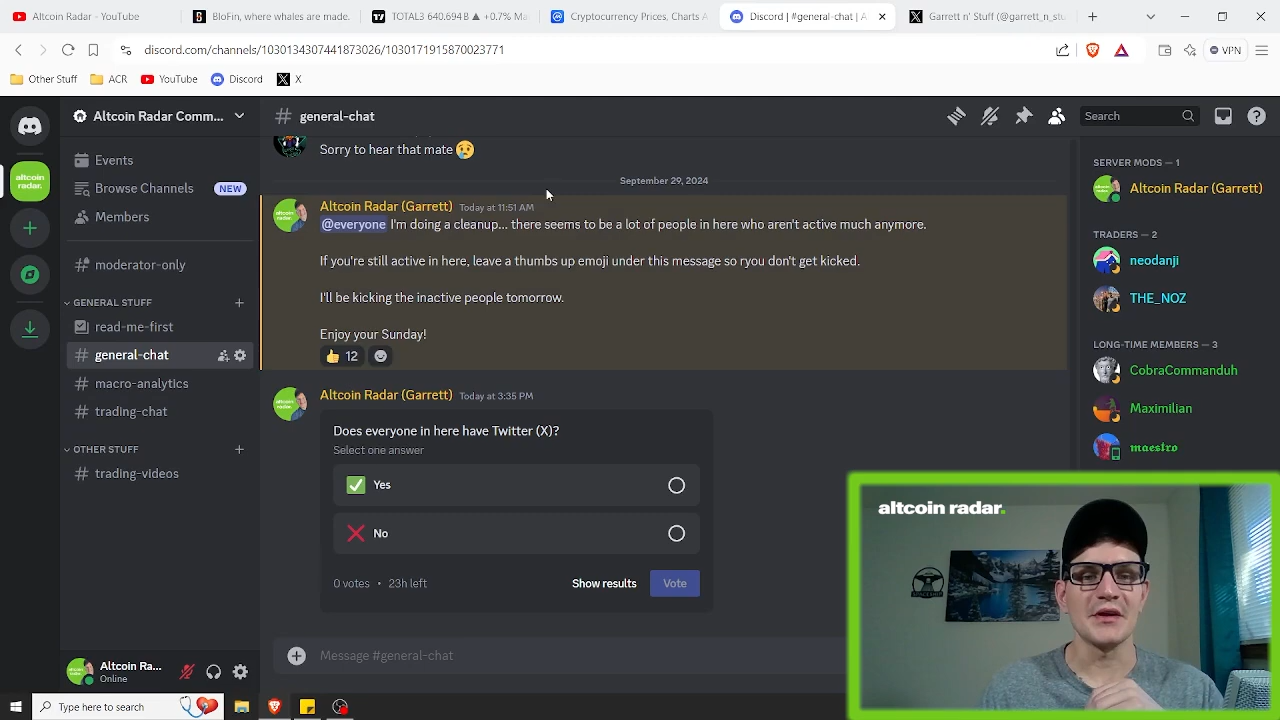 Altcoin Radar - YouTube
BloFin, where whales are made.
TOTAL3 640.694 B ▲ +0.7% Ma
Cryptocurrency Prices, Charts A
Discord | #general-chat | A
Garrett n' Stuff (@garrett_n_stu
discord.com/channels/1030134307441873026/1030171915870023771
VPN
Other Stuff
ACR
YouTube
Discord
X
Altcoin Radar Comm...
# general-chat
Search
altcoin radar.
Events
Browse Channels NEW
Members
moderator-only
GENERAL STUFF
read-me-first
general-chat
macro-analytics
trading-chat
OTHER STUFF
trading-videos
Sorry to hear that mate
September 29, 2024
Altcoin Radar (Garrett) Today at 11:51 AM
@everyone I'm doing a cleanup... there seems to be a lot of people in here who aren't active much anymore.
If you're still active in here, leave a thumbs up emoji under this message so ryou don't get kicked.
I'll be kicking the inactive people tomorrow.
Enjoy your Sunday!
12
Altcoin Radar (Garrett) Today at 3:35 PM
Does everyone in here have Twitter (X)?
Select one answer
Yes
No
0 votes • 23h left
Show results
Vote
Message #general-chat
SERVER MODS — 1
Altcoin Radar (Garrett)
TRADERS — 2
neodanji
THE_NOZ
LONG-TIME MEMBERS — 3
CobraCommanduh
Maximilian
maestro
altcoin radar.
Altcoin Ra...
Online
Type here to search